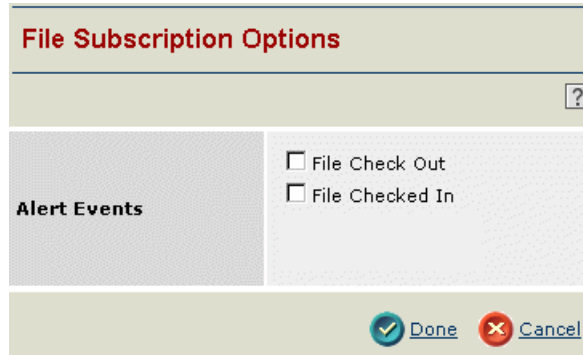 File Subscription Options
?
File Check Out
File Checked In
Alert Events
Done Cancel